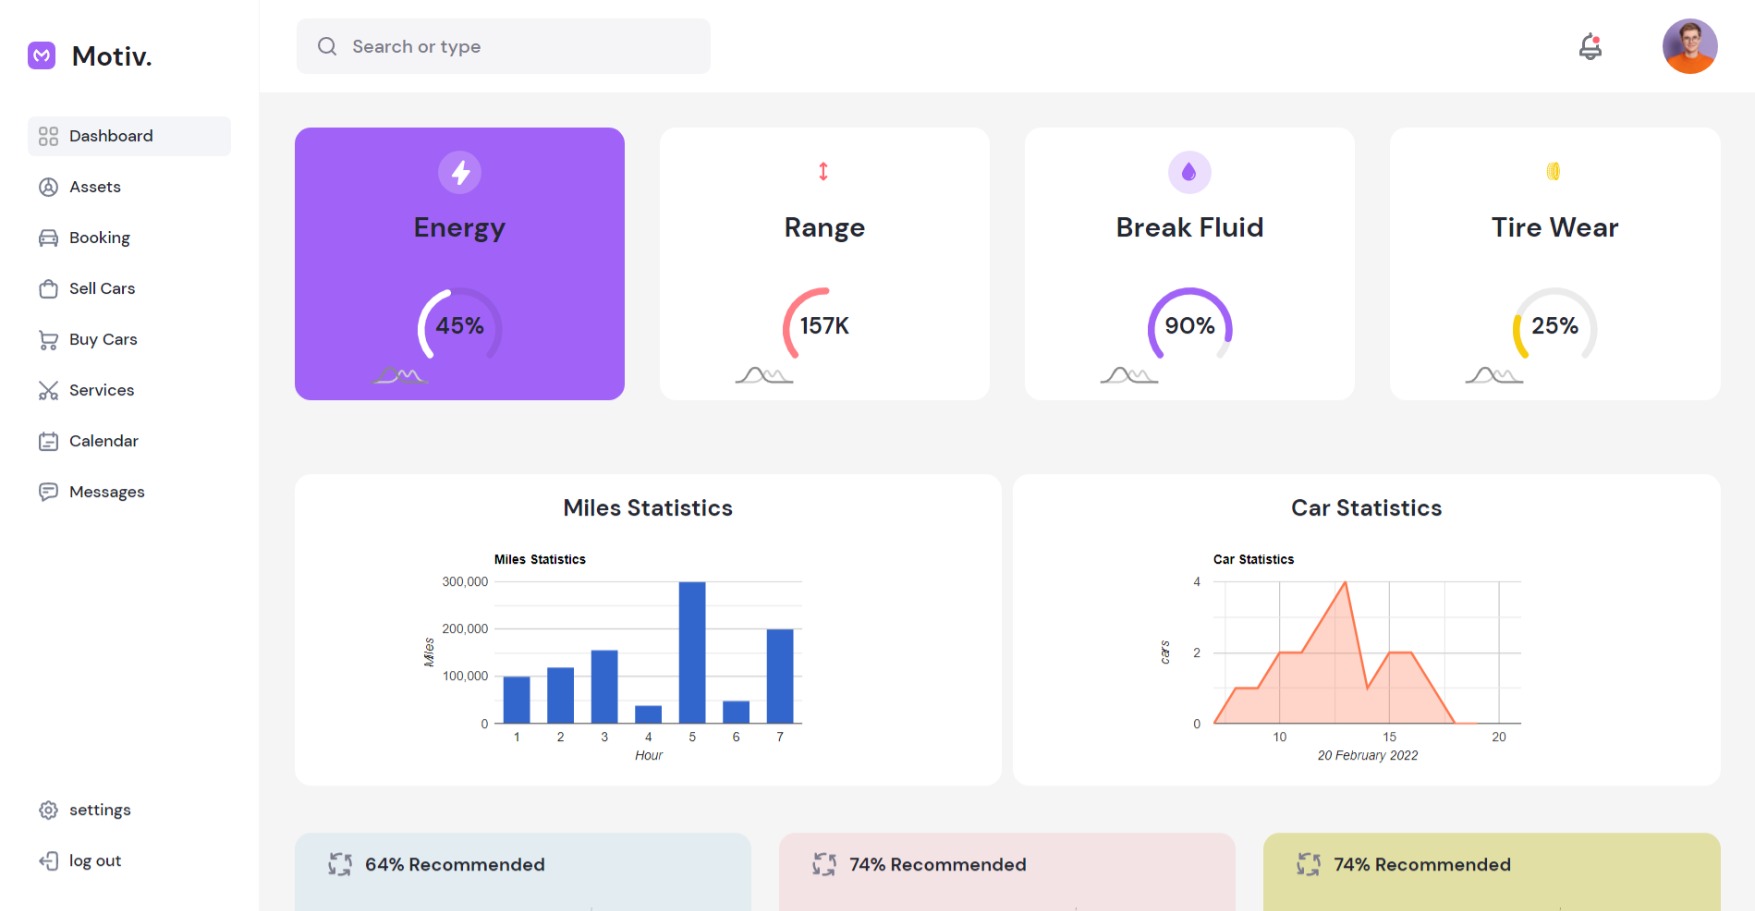 Motiv.
Search or type
Dashboard
Assets
Booking
Sell Cars
Buy Cars
Services
Calendar
Messages
settings
log out
Energy
45%
Range
157K
Break Fluid
90%
Tire Wear
25%
Miles Statistics
Miles Statistics
300,000
200,000
100,000
0
Miles
1 2 3 4 5 6 7
Hour
Car Statistics
Car Statistics
4
2
0
cars
10 15 20
20 February 2022
64% Recommended
74% Recommended
74% Recommended